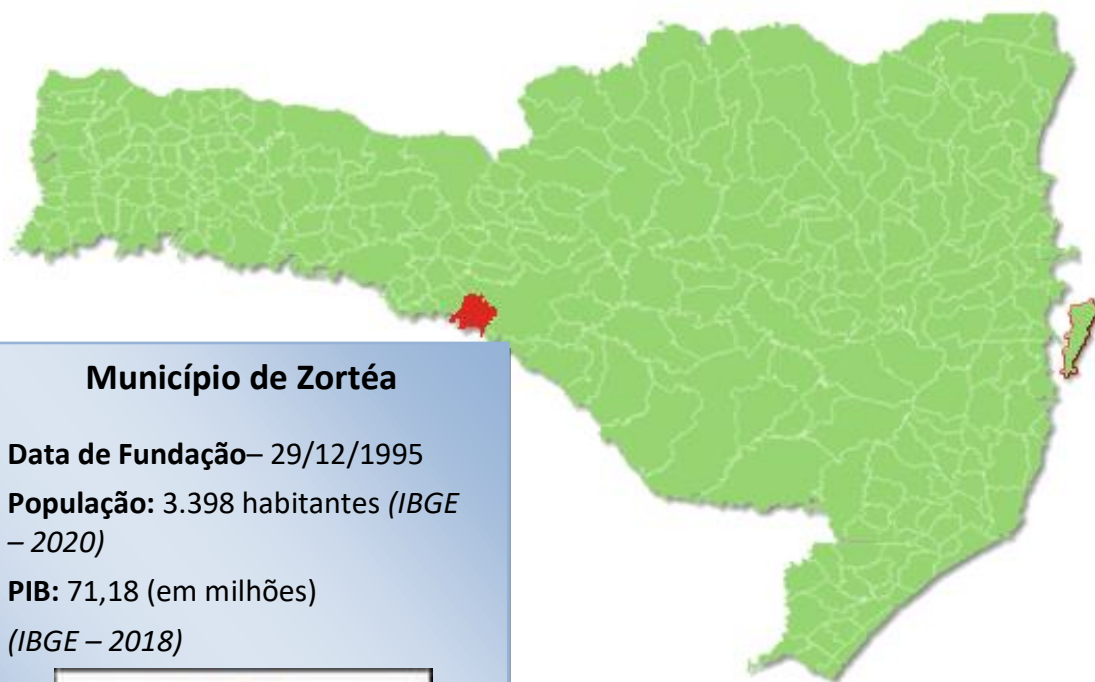 Município de Zortéa
Data de Fundação– 29/12/1995
População: 3.398 habitantes (IBGE
– 2020)
PIB: 71,18 (em milhões)
(IBGE – 2018)